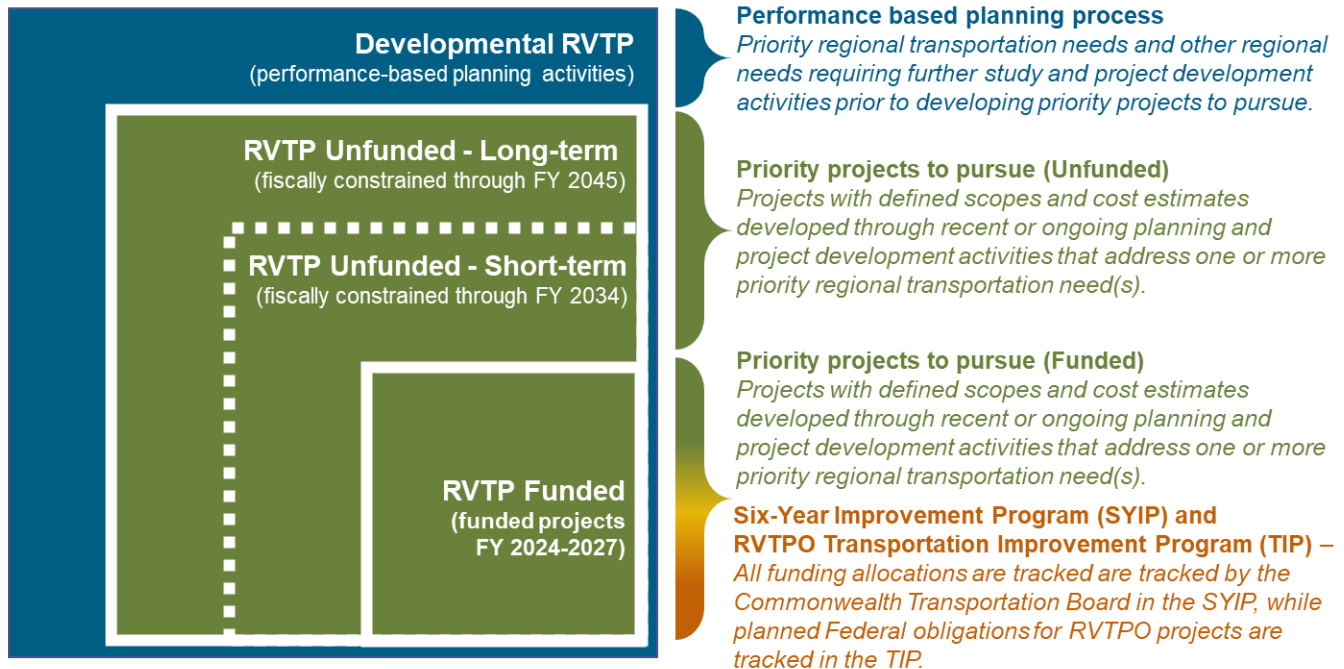 Developmental RVTP
(performance-based planning activities)
RVTP Unfunded - Long-term
(fiscally constrained through FY 2045)
RVTP Unfunded - Short-term
(fiscally constrained through FY 2034)
RVTP Funded
(funded projects
FY 2024-2027)
Performance based planning process
Priority regional transportation needs and other regional
needs requiring further study and project development
activities prior to developing priority projects to pursue.
Priority projects to pursue (Unfunded)
Projects with defined scopes and cost estimates
developed through recent or ongoing planning and
project development activities that address one or more
priority regional transportation need(s).
Priority projects to pursue (Funded)
Projects with defined scopes and cost estimates
developed through recent or ongoing planning and
project development activities that address one or more
priority regional transportation need(s).
Six-Year Improvement Program (SYIP) and
RVTPO Transportation Improvement Program (TIP) –
All funding allocations are tracked are tracked by the
Commonwealth Transportation Board in the SYIP, while
planned Federal obligations for RVTPO projects are
tracked in the TIP.